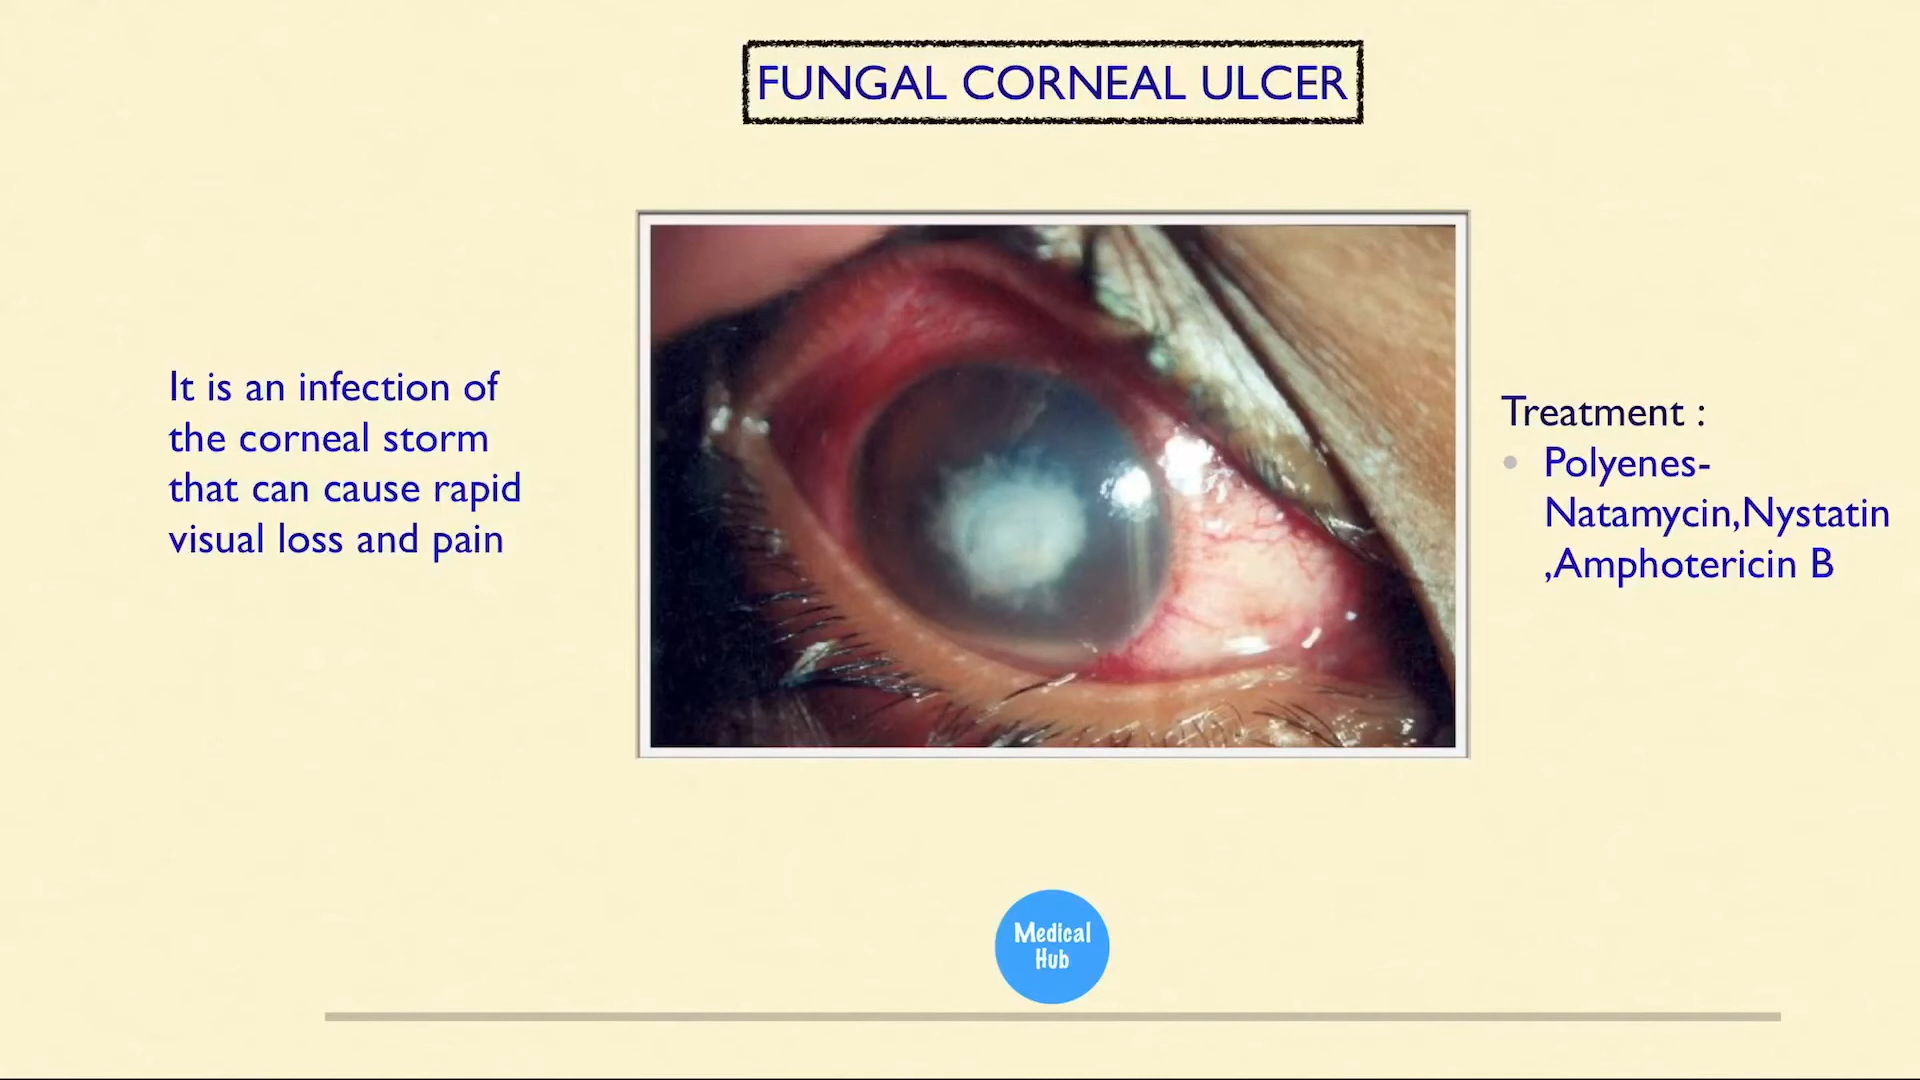 FUNGAL CORNEAL ULCER
It is an infection of
the corneal storm
that can cause rapid
visual loss and pain
Treatment :
• Polyenes-
Natamycin,Nystatin
,Amphotericin B
Medical
Hub